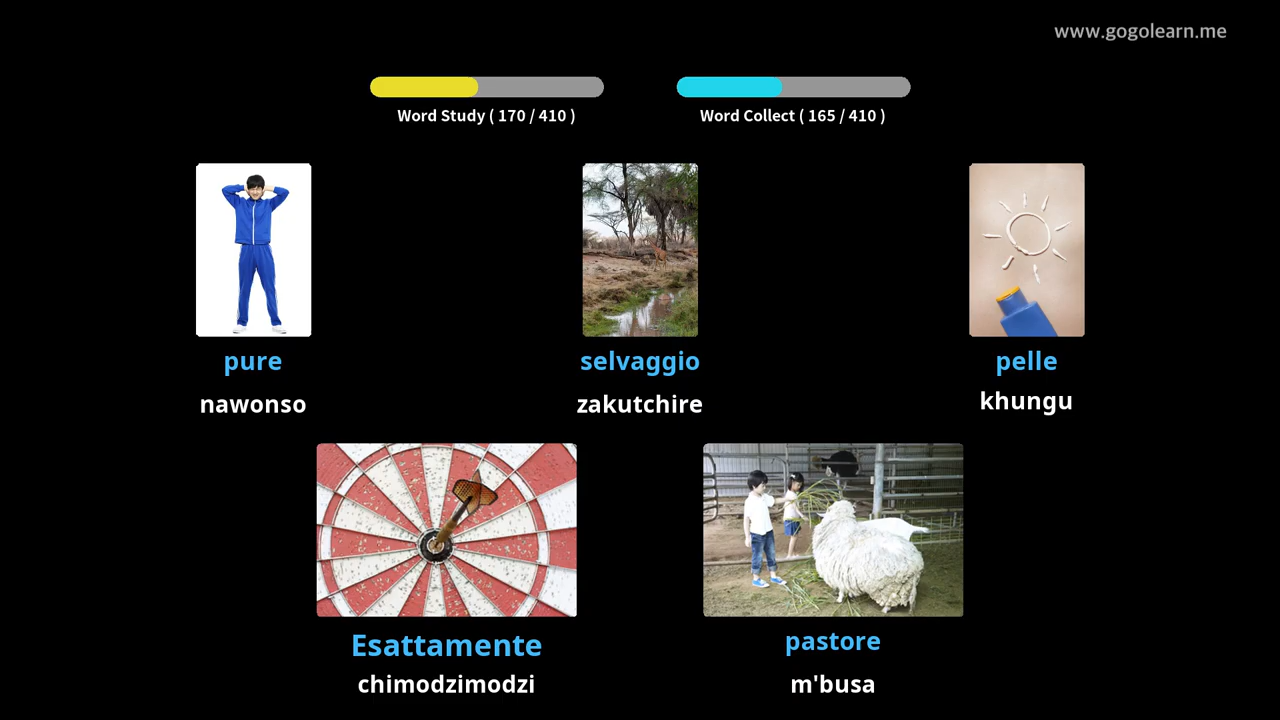 www.gogolearn.me
Word Study ( 170 / 410 )
Word Collect ( 165 / 410 )
pure
nawonso
selvaggio
zakutchire
pelle
khungu
Esattamente
chimodzimodzi
pastore
m'busa